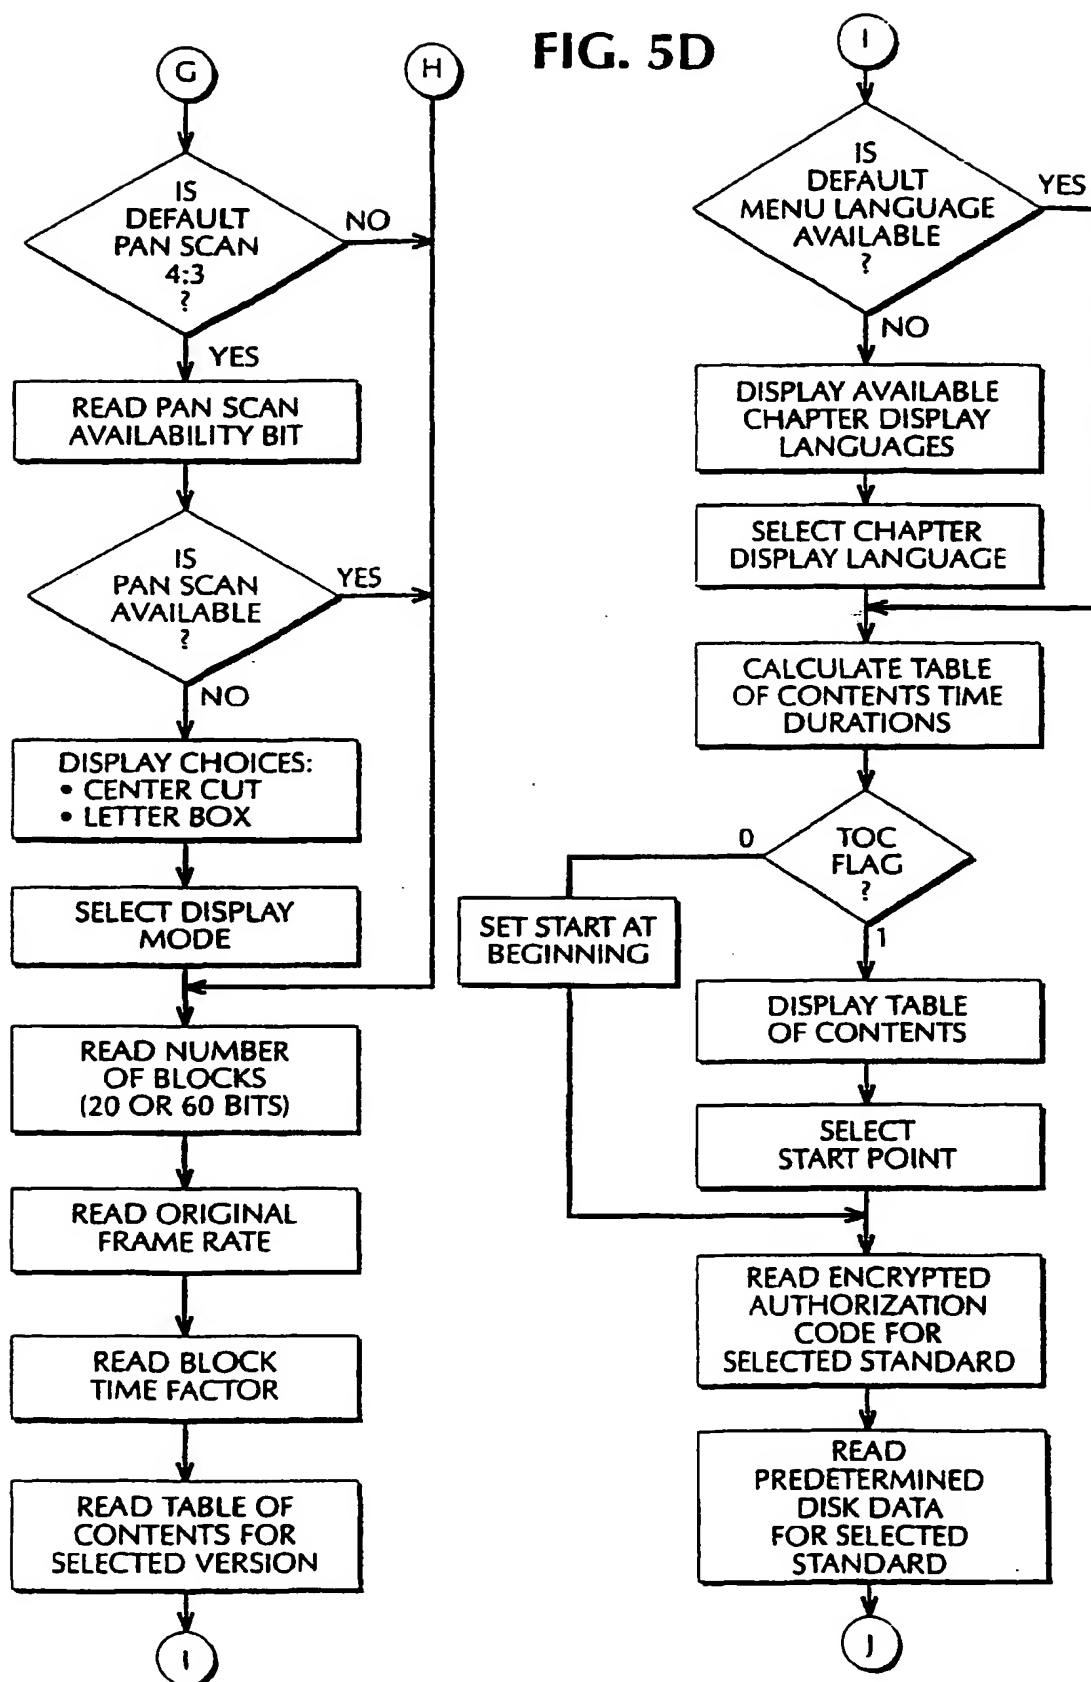 FIG. 5D
G
H
IS
DEFAULT
PAN SCAN
4:3
?
NO
YES
READ PAN SCAN
AVAILABILITY BIT
IS
PAN SCAN
AVAILABLE
?
YES
NO
DISPLAY CHOICES:
• CENTER CUT
• LETTER BOX
SELECT DISPLAY
MODE
READ NUMBER
OF BLOCKS
(20 OR 60 BITS)
READ ORIGINAL
FRAME RATE
READ BLOCK
TIME FACTOR
READ TABLE OF
CONTENTS FOR
SELECTED VERSION
I
I
IS
DEFAULT
MENU LANGUAGE
AVAILABLE
?
YES
NO
DISPLAY AVAILABLE
CHAPTER DISPLAY
LANGUAGES
SELECT CHAPTER
DISPLAY LANGUAGE
CALCULATE TABLE
OF CONTENTS TIME
DURATIONS
TOC
FLAG
?
0
1
SET START AT
BEGINNING
DISPLAY TABLE
OF CONTENTS
SELECT
START POINT
READ ENCRYPTED
AUTHORIZATION
CODE FOR
SELECTED STANDARD
READ
PREDETERMINED
DISK DATA
FOR SELECTED
STANDARD
J